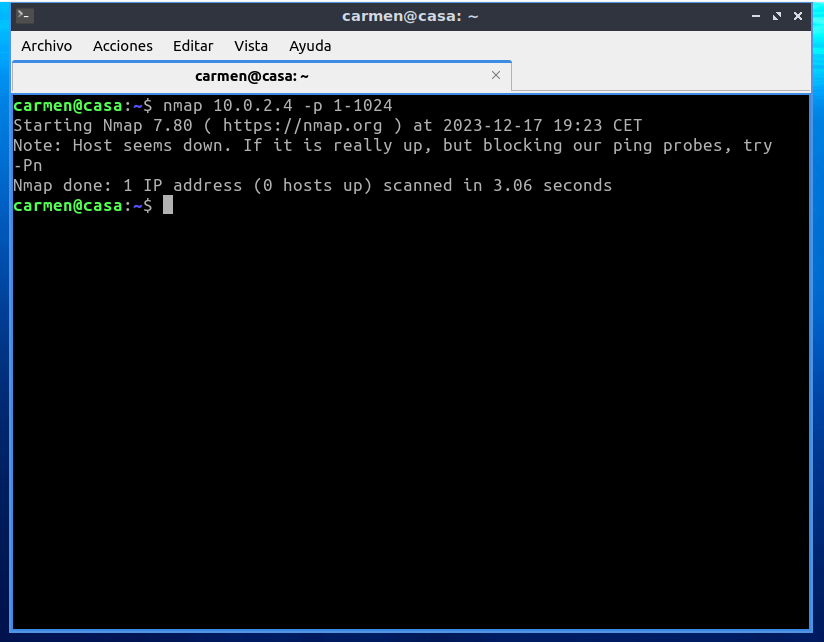 carmen@casa: ~
Archivo Acciones Editar Vista Ayuda
carmen@casa: ~
carmen@casa:~$ nmap 10.0.2.4 -p 1-1024
Starting Nmap 7.80 ( https://nmap.org ) at 2023-12-17 19:23 CET
Note: Host seems down. If it is really up, but blocking our ping probes, try
-Pn
Nmap done: 1 IP address (0 hosts up) scanned in 3.06 seconds
carmen@casa:~$